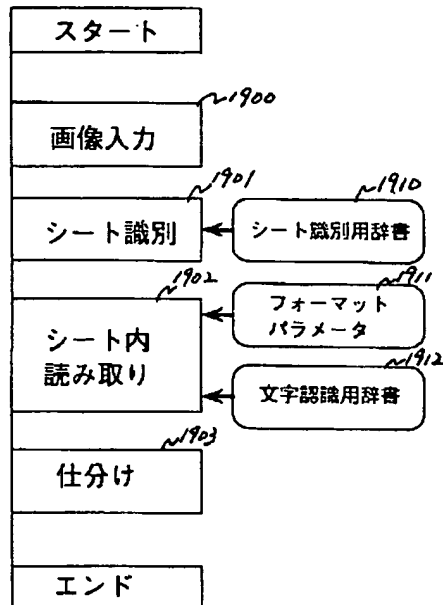 スタート
1900
画像入力
1901
シート識別
1910
シート識別用辞書
1902
シート内
読み取り
1911
フォーマット
パラメータ
1912
文字認識用辞書
1903
仕分け
エンド